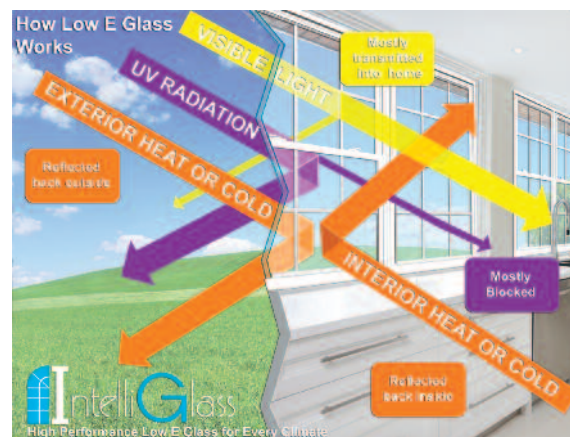 How Low E Glass
Works
VISIBLE LIGHT
UV RADIATION
EXTERIOR HEAT OR COLD
Mostly
transmitted
into home
Reflected
back outside
INTERIOR HEAT OR COLD
Mostly
Blocked
Reflected
back inside
IntelliGlass
High Performance Low E Glass for Every Climate